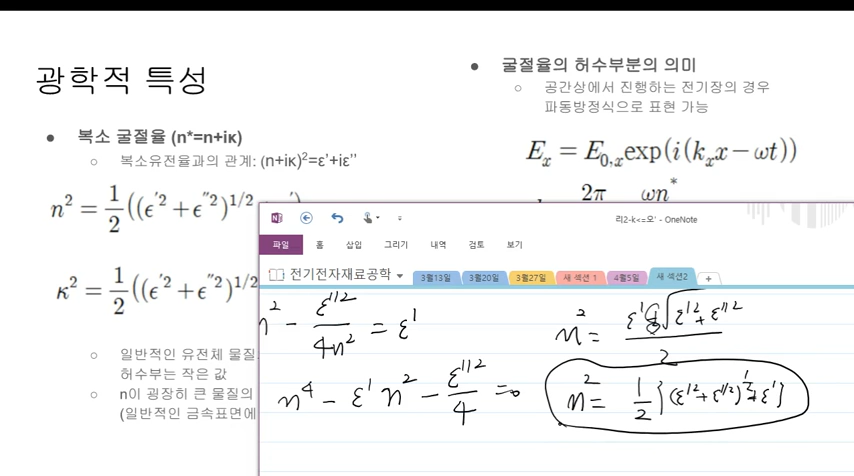 광학적 특성
● 복소 굴절율 (n*=n+iκ)
○ 복소유전율과의 관계: (n+iκ)²=ε'+iε''
n² = 1/2((ϵ'² + ϵ''²)^1/2
κ² = 1/2((ϵ'² + ϵ''²)^1/2
○ 일반적인 유전체 물질
허수부는 작은 값
○ n이 굉장히 큰 물질의
(일반적인 금속표면에
● 굴절율의 허수부분의 의미
○ 공간상에서 진행하는 전기장의 경우
파동방정식으로 표현 가능
E_x = E_0,x exp(i(k_x x − ωt))
2π ωn*
리2-k<=오' - OneNote
파일 홈 삽입 그리기 내역 검토 보기
전기전자재료공학 3월13일 3월20일 3월27일 새 섹션 1 4월5일 새 섹션2 +
n² − ε''²/4n² = ε'
n⁴ − ε' n² − ε''²/4 = 0
n² = ε' + √(ε'² + ε''²) / 2
n² = 1/2 {(ε'² + ε''²)^1/2 + ε'}